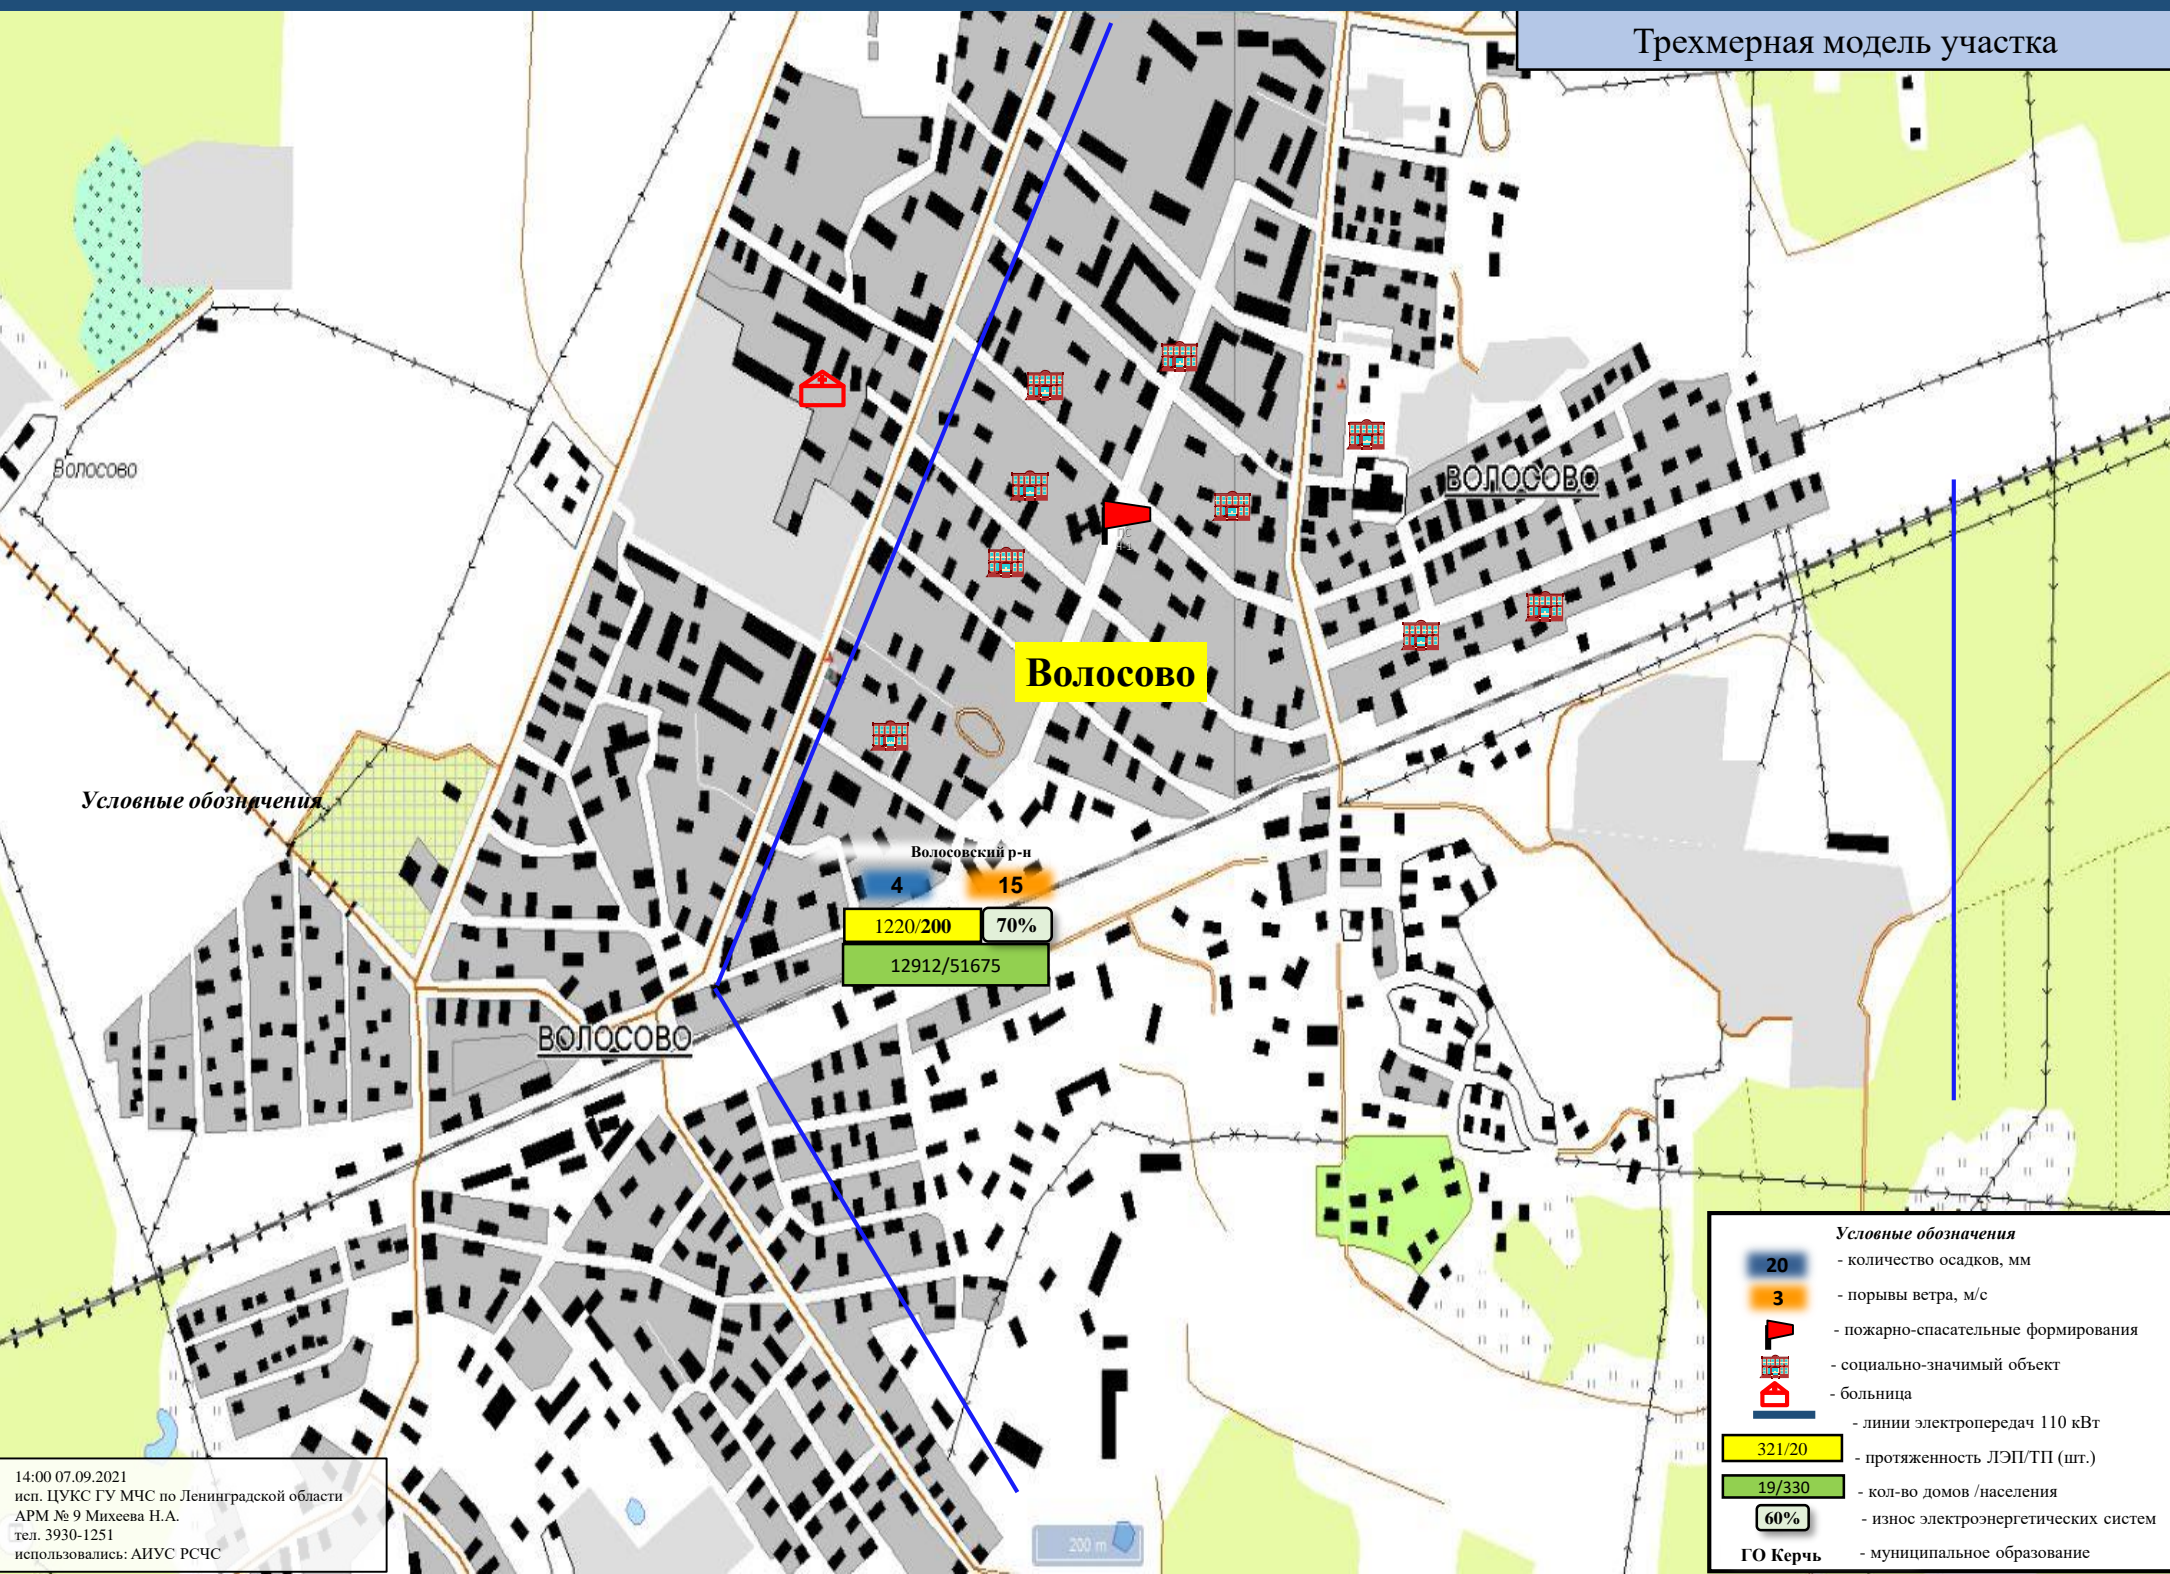 Трехмерная модель участка
Волосово
ВОЛОСОВО
Волосово
Условные обозначения
Волосовский р-н
4
15
1220/200
70%
12912/51675
ВОЛОСОВО
Условные обозначения
20 - количество осадков, мм
3 - порывы ветра, м/с
- пожарно-спасательные формирования
- социально-значимый объект
- больница
- линии электропередач 110 кВт
321/20 - протяженность ЛЭП/ТП (шт.)
19/330 - кол-во домов /населения
60% - износ электроэнергетических систем
ГО Керчь - муниципальное образование
14:00 07.09.2021
исп. ЦУКС ГУ МЧС по Ленинградской области
АРМ № 9 Михеева Н.А.
тел. 3930-1251
использовались: АИУС РСЧС
200 m